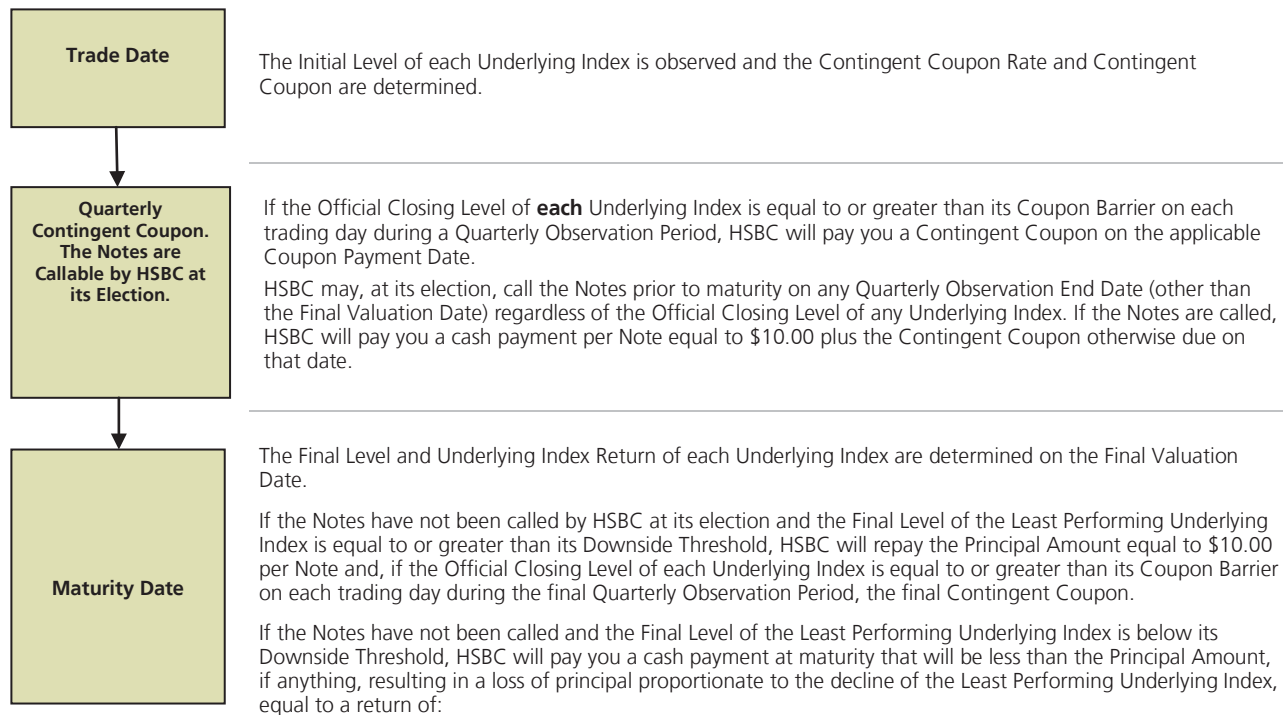 Trade Date
The Initial Level of each Underlying Index is observed and the Contingent Coupon Rate and Contingent
Coupon are determined.
Quarterly
Contingent Coupon.
The Notes are
Callable by HSBC at
its Election.
If the Official Closing Level of each Underlying Index is equal to or greater than its Coupon Barrier on each
trading day during a Quarterly Observation Period, HSBC will pay you a Contingent Coupon on the applicable
Coupon Payment Date.
HSBC may, at its election, call the Notes prior to maturity on any Quarterly Observation End Date (other than
the Final Valuation Date) regardless of the Official Closing Level of any Underlying Index. If the Notes are called,
HSBC will pay you a cash payment per Note equal to $10.00 plus the Contingent Coupon otherwise due on
that date.
Maturity Date
The Final Level and Underlying Index Return of each Underlying Index are determined on the Final Valuation
Date.
If the Notes have not been called by HSBC at its election and the Final Level of the Least Performing Underlying
Index is equal to or greater than its Downside Threshold, HSBC will repay the Principal Amount equal to $10.00
per Note and, if the Official Closing Level of each Underlying Index is equal to or greater than its Coupon Barrier
on each trading day during the final Quarterly Observation Period, the final Contingent Coupon.
If the Notes have not been called and the Final Level of the Least Performing Underlying Index is below its
Downside Threshold, HSBC will pay you a cash payment at maturity that will be less than the Principal Amount,
if anything, resulting in a loss of principal proportionate to the decline of the Least Performing Underlying Index,
equal to a return of: